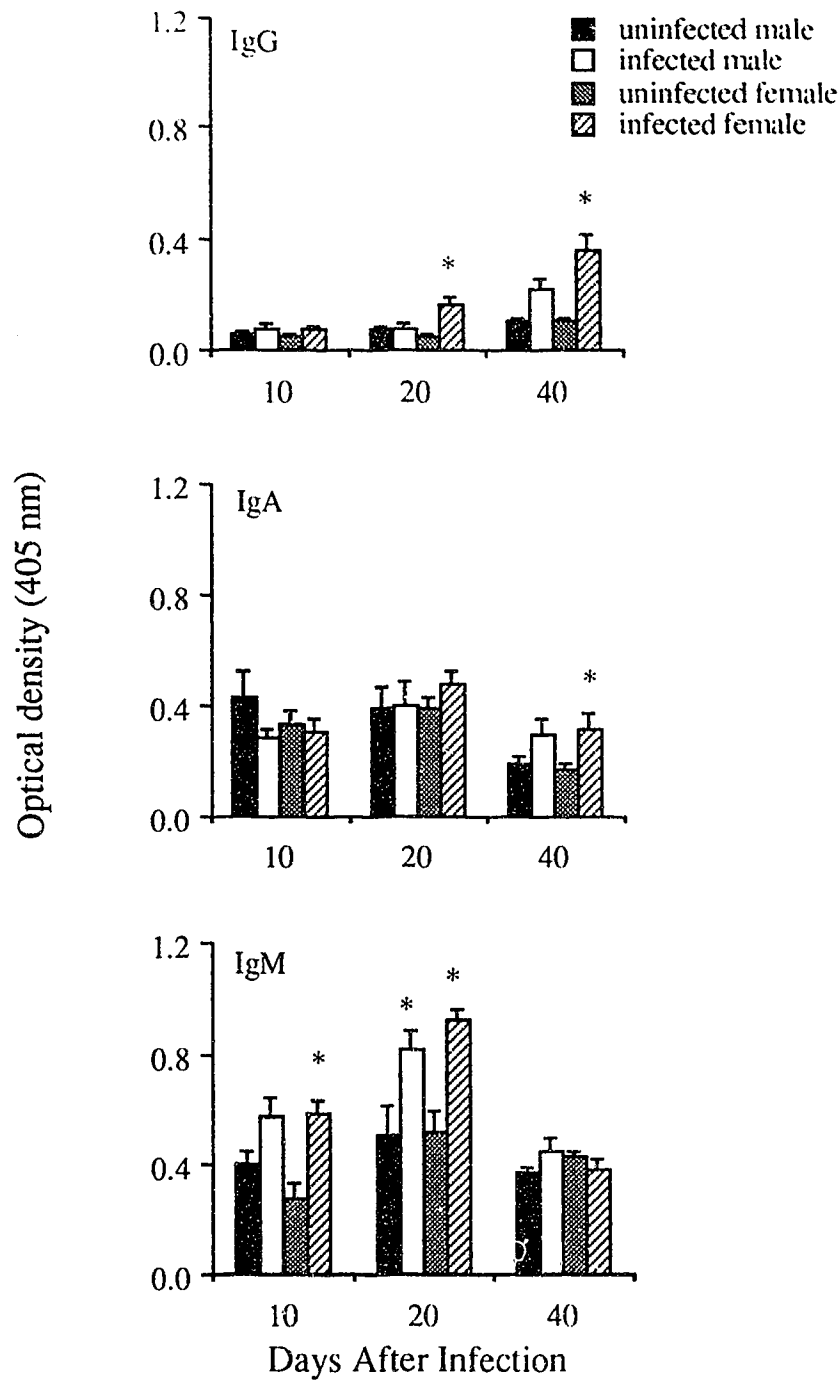 uninfected male
infected male
uninfected female
infected female
IgG
1.2
0.8
0.4
0.0
*
*
10 20 40
Optical density (405 nm)
IgA
1.2
0.8
0.4
0.0
*
10 20 40
IgM
1.2
0.8
0.4
0.0
*
*
*
10 20 40
Days After Infection